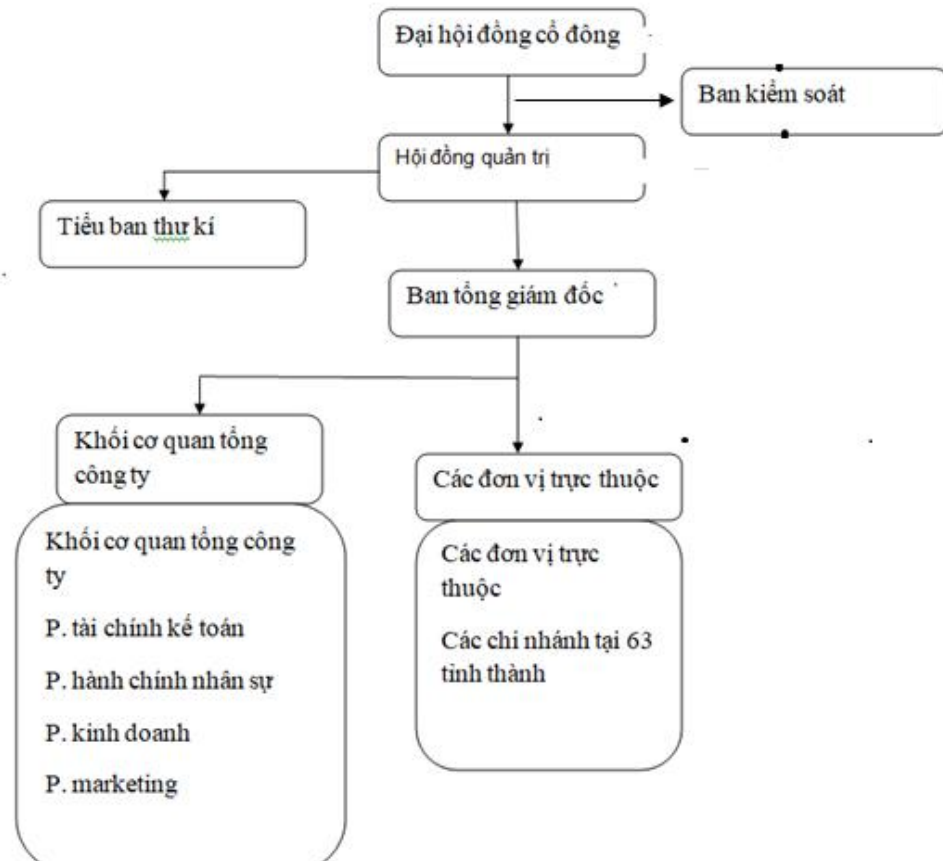 Đại hội đồng cổ đông
Ban kiểm soát
Hội đồng quản trị
Tiểu ban thư kí
Ban tổng giám đốc
Khối cơ quan tổng
công ty
Các đơn vị trực thuộc
Khối cơ quan tổng công
ty
P. tài chính kế toán
P. hành chính nhân sự
P. kinh doanh
P. marketing
Các đơn vị trực
thuộc
Các chi nhánh tại 63
tỉnh thành